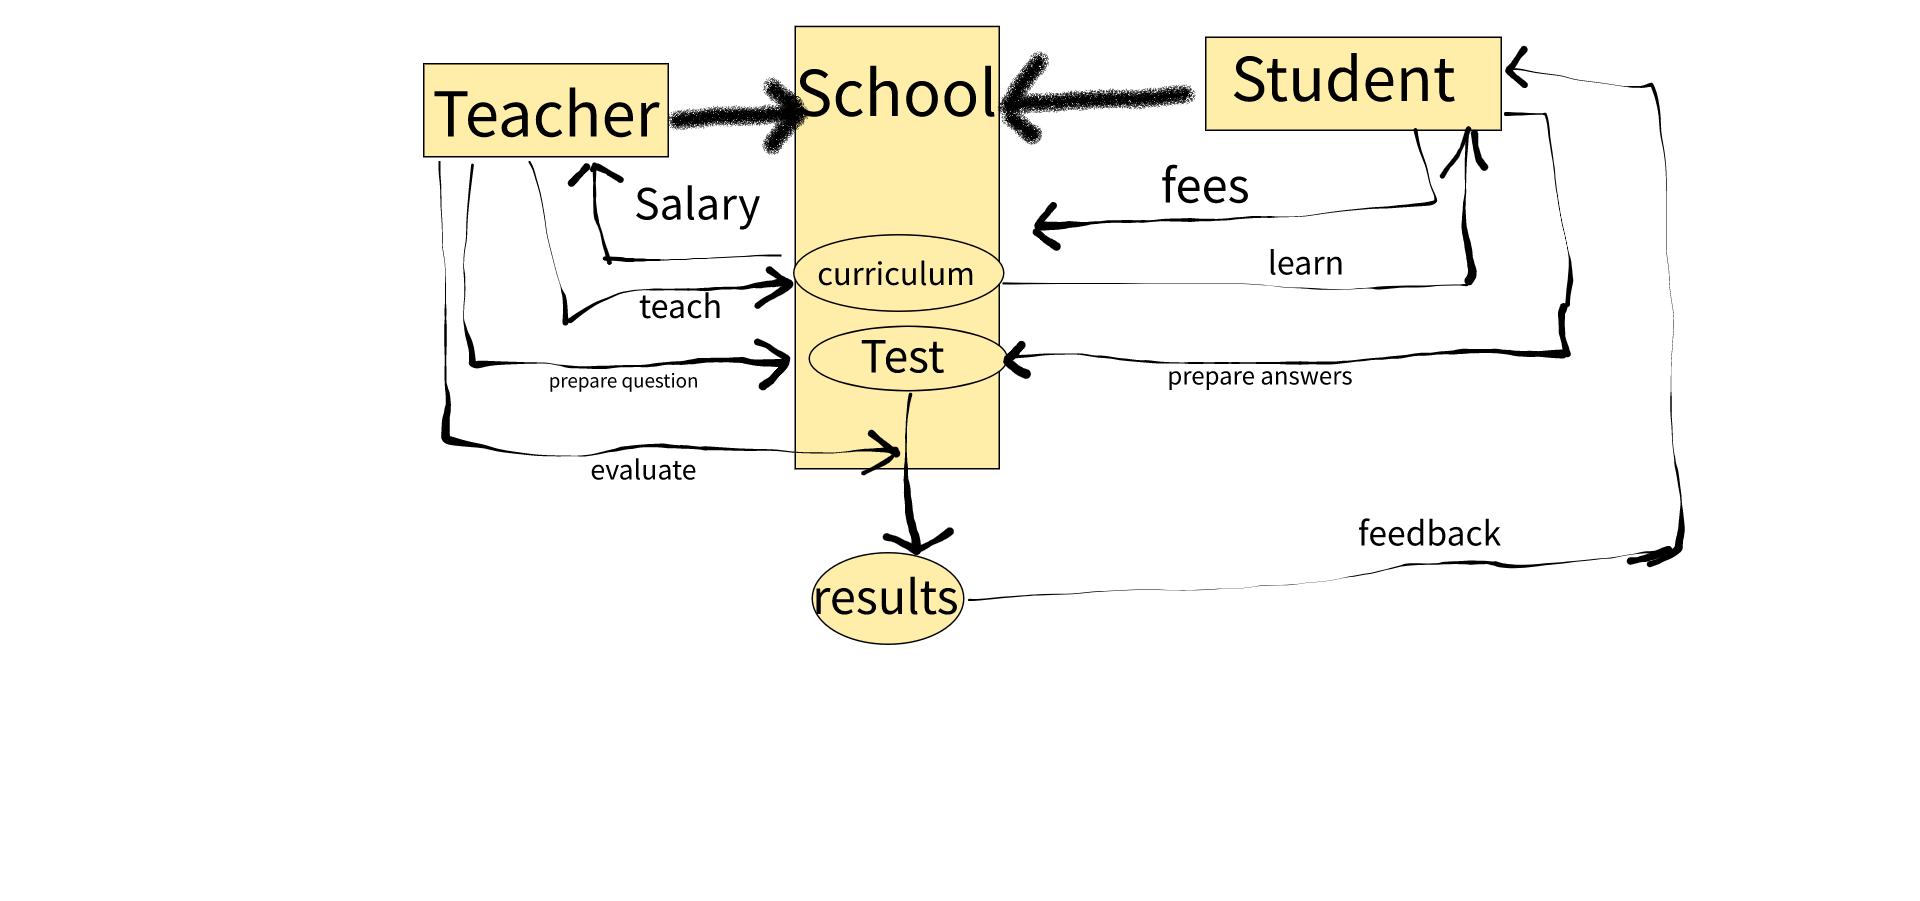 School
Student
Teacher
fees
Salary
learn
curriculum
teach
Test
prepare question
prepare answers
evaluate
feedback
results